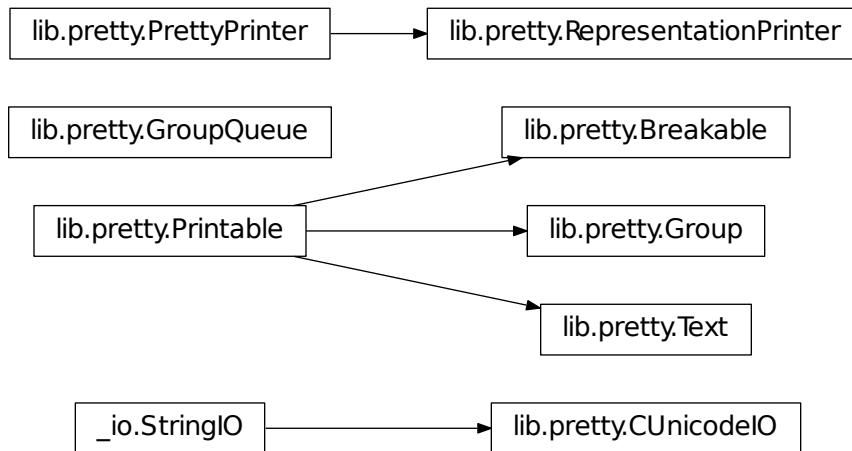 lib.pretty.PrettyPrinter
lib.pretty.RepresentationPrinter
lib.pretty.GroupQueue
lib.pretty.Breakable
lib.pretty.Printable
lib.pretty.Group
lib.pretty.Text
_io.StringIO
lib.pretty.CUnicodeIO